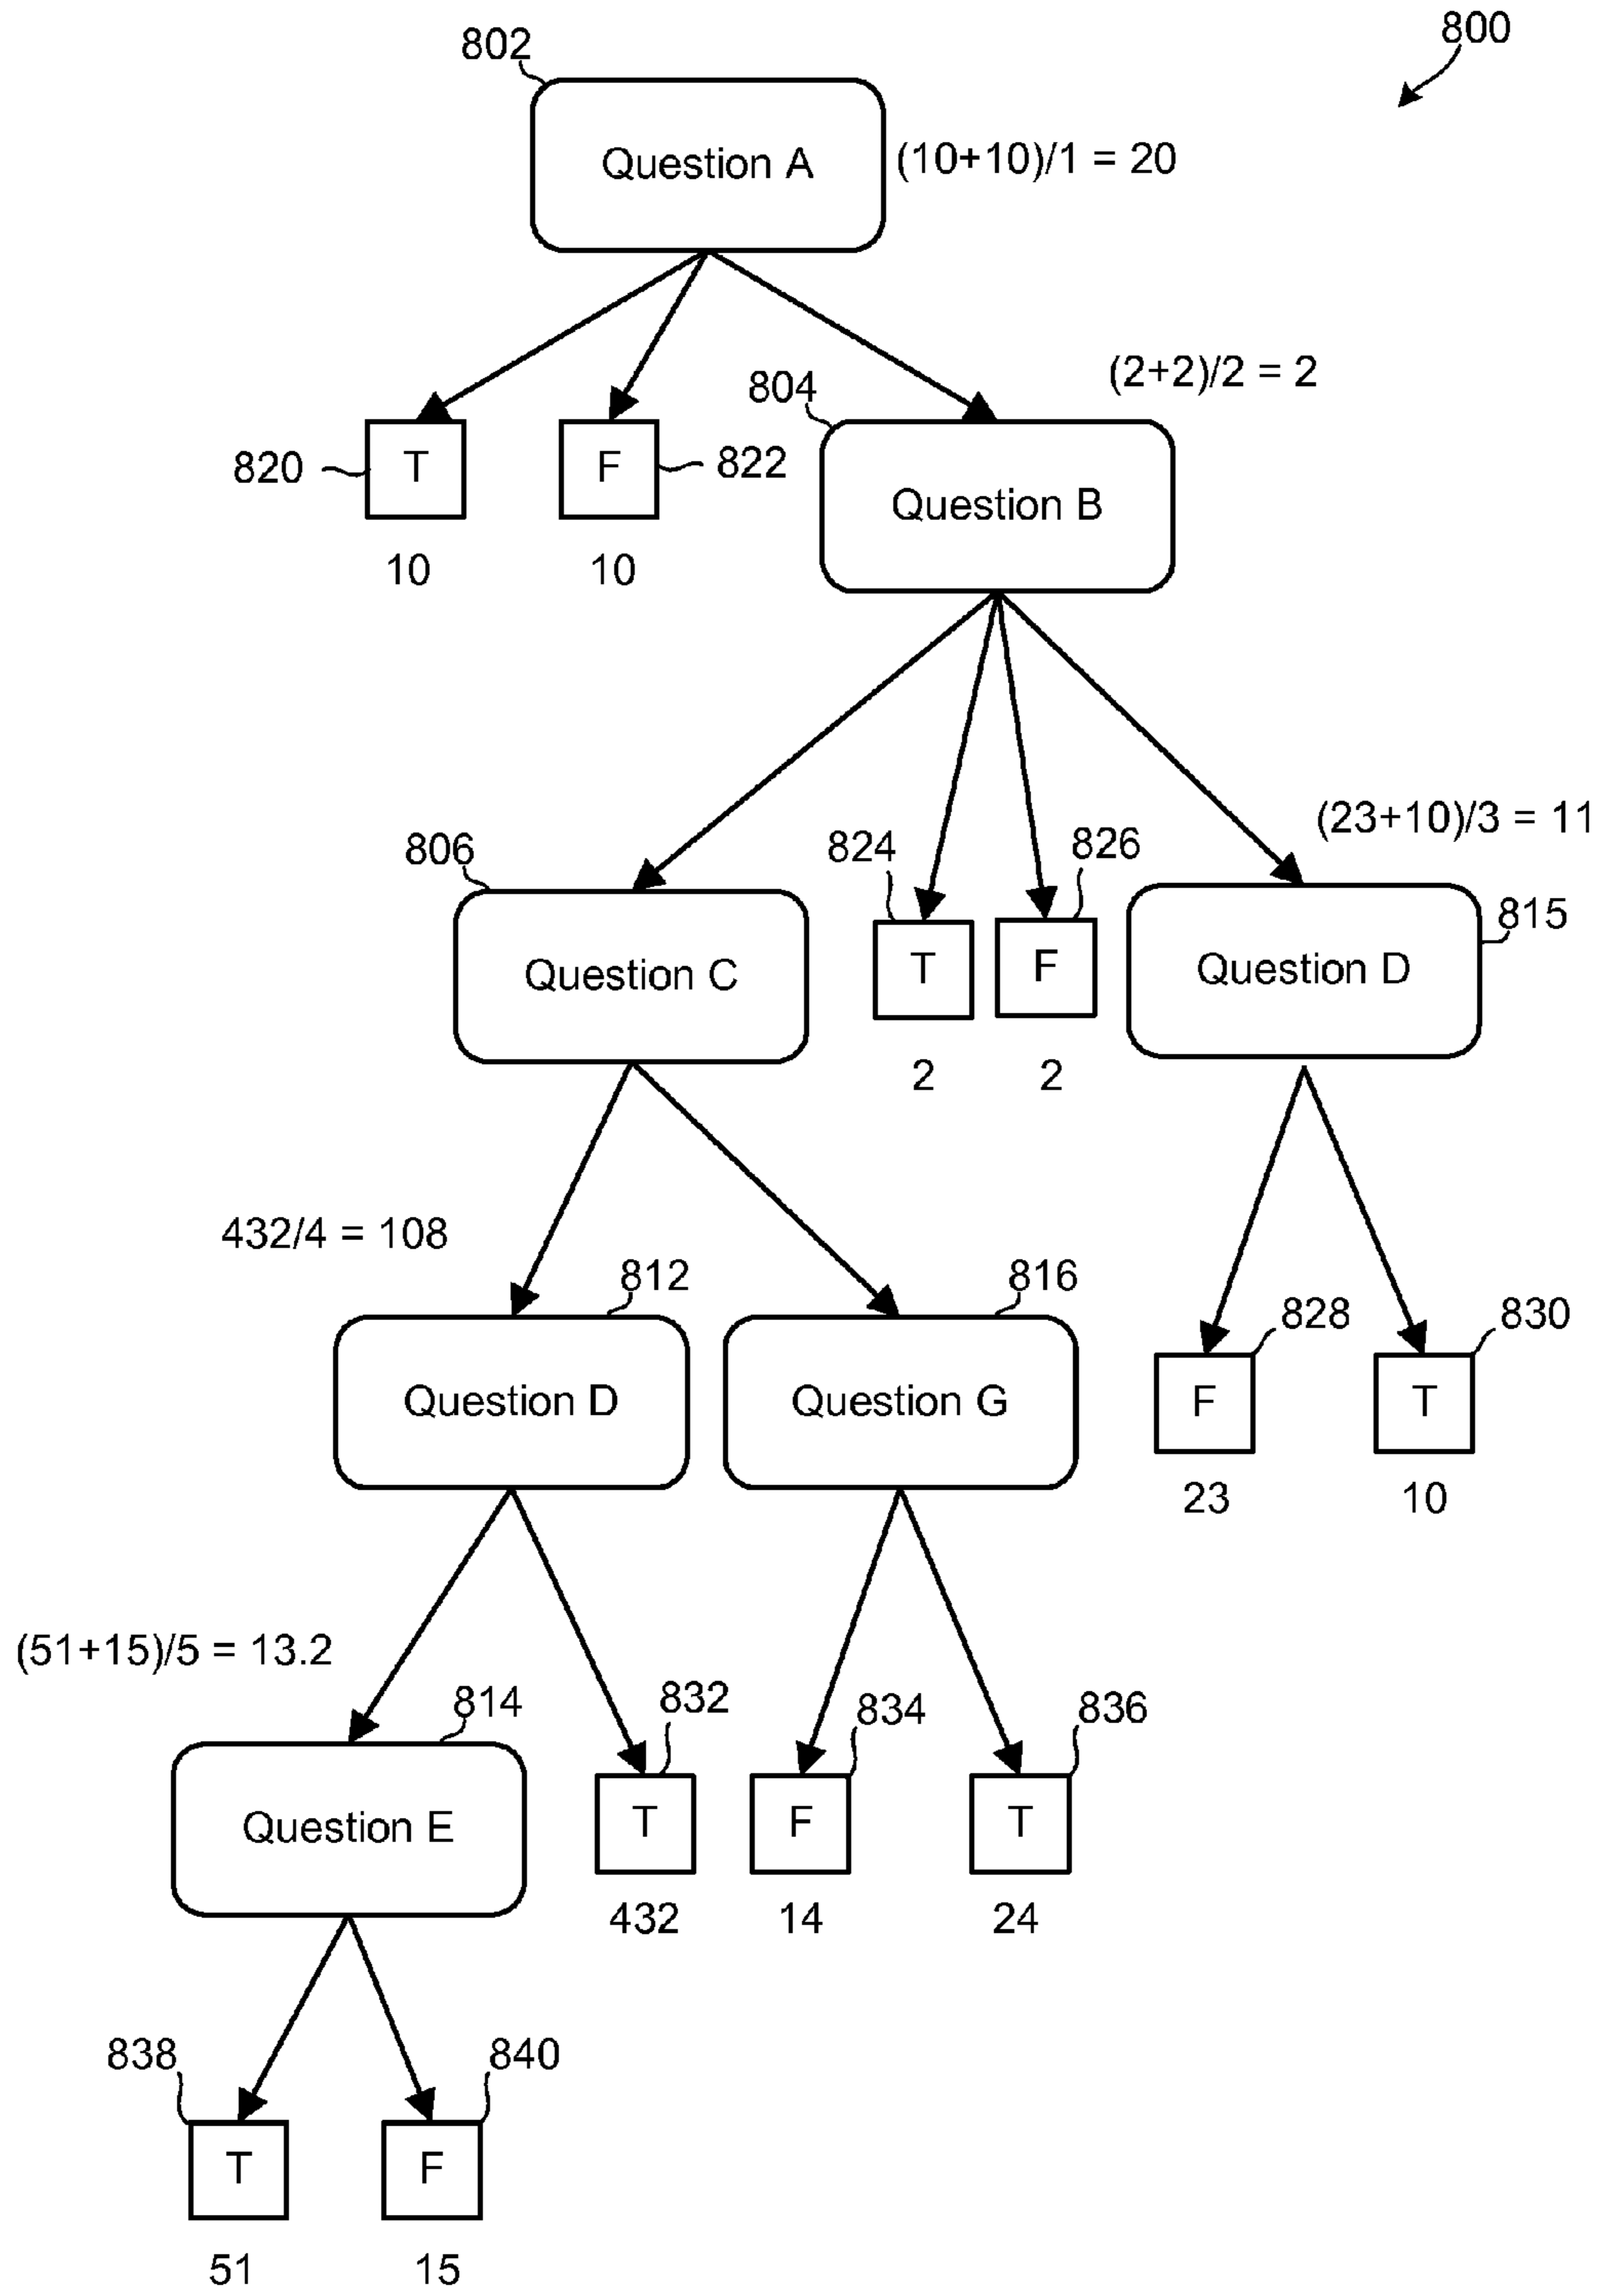 800
802
Question A
(10+10)/1 = 20
(2+2)/2 = 2
804
820
T
F
822
Question B
10
10
(23+10)/3 = 11
806
824
826
815
Question C
T
F
Question D
2
2
432/4 = 108
812
816
828
830
Question D
Question G
F
T
23
10
(51+15)/5 = 13.2
814
832
834
836
Question E
T
F
T
432
14
24
838
840
T
F
51
15